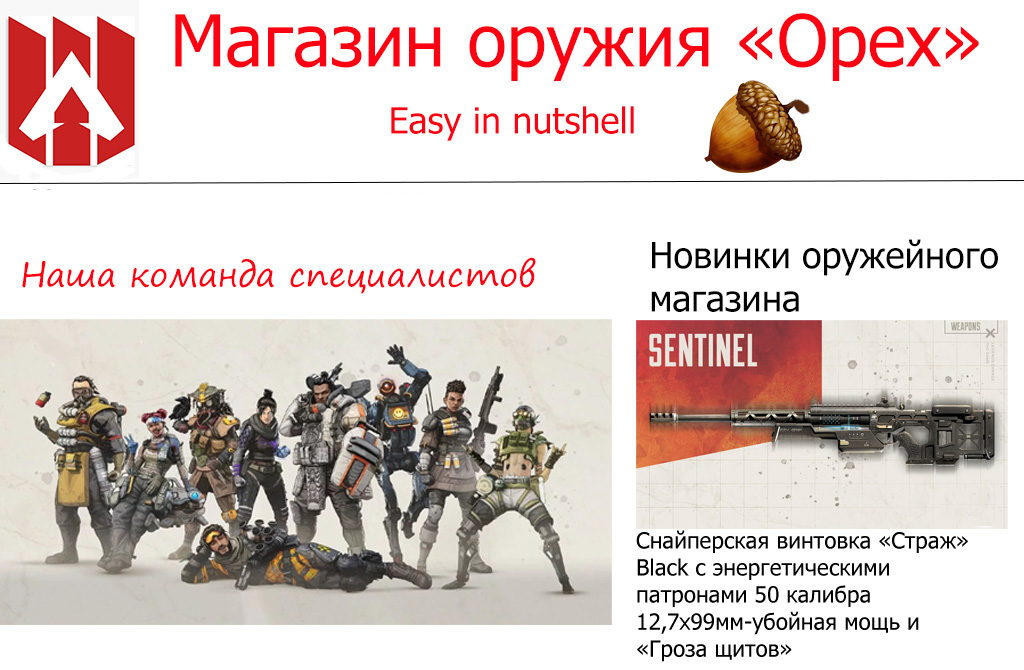 Магазин оружия «Орех»
Easy in nutshell
Наша команда специалистов
Новинки оружейного
магазина
WEAPONS
SENTINEL
Снайперская винтовка «Страж»
Black с энергетическими
патронами 50 калибра
12,7x99мм-убойная мощь и
«Гроза щитов»